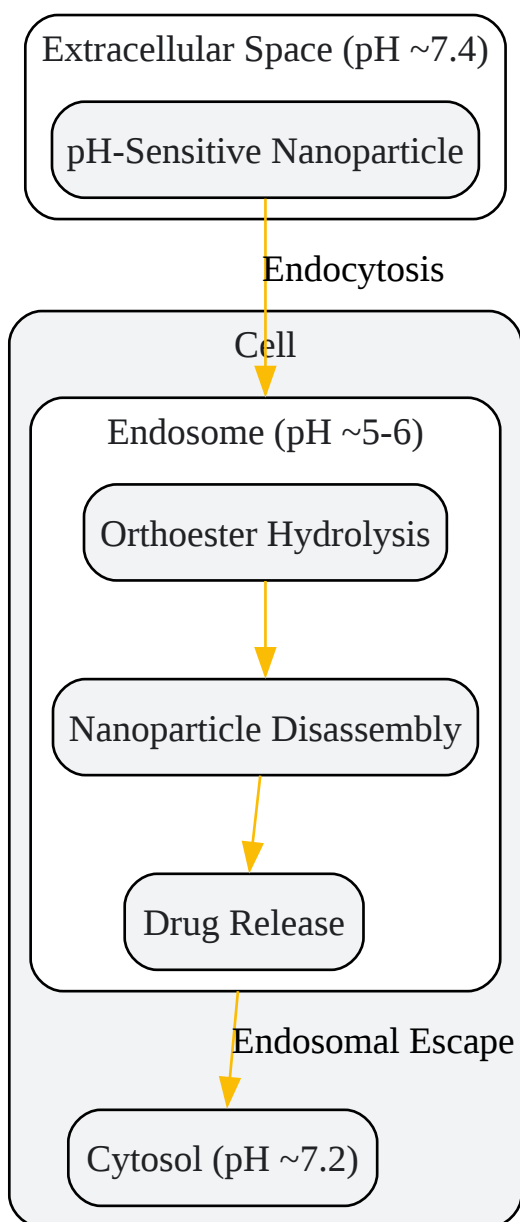 Extracellular Space (pH ~7.4)
pH-Sensitive Nanoparticle
Endocytosis
Cell
Endosome (pH ~5-6)
Orthoester Hydrolysis
Nanoparticle Disassembly
Drug Release
Endosomal Escape
Cytosol (pH ~7.2)